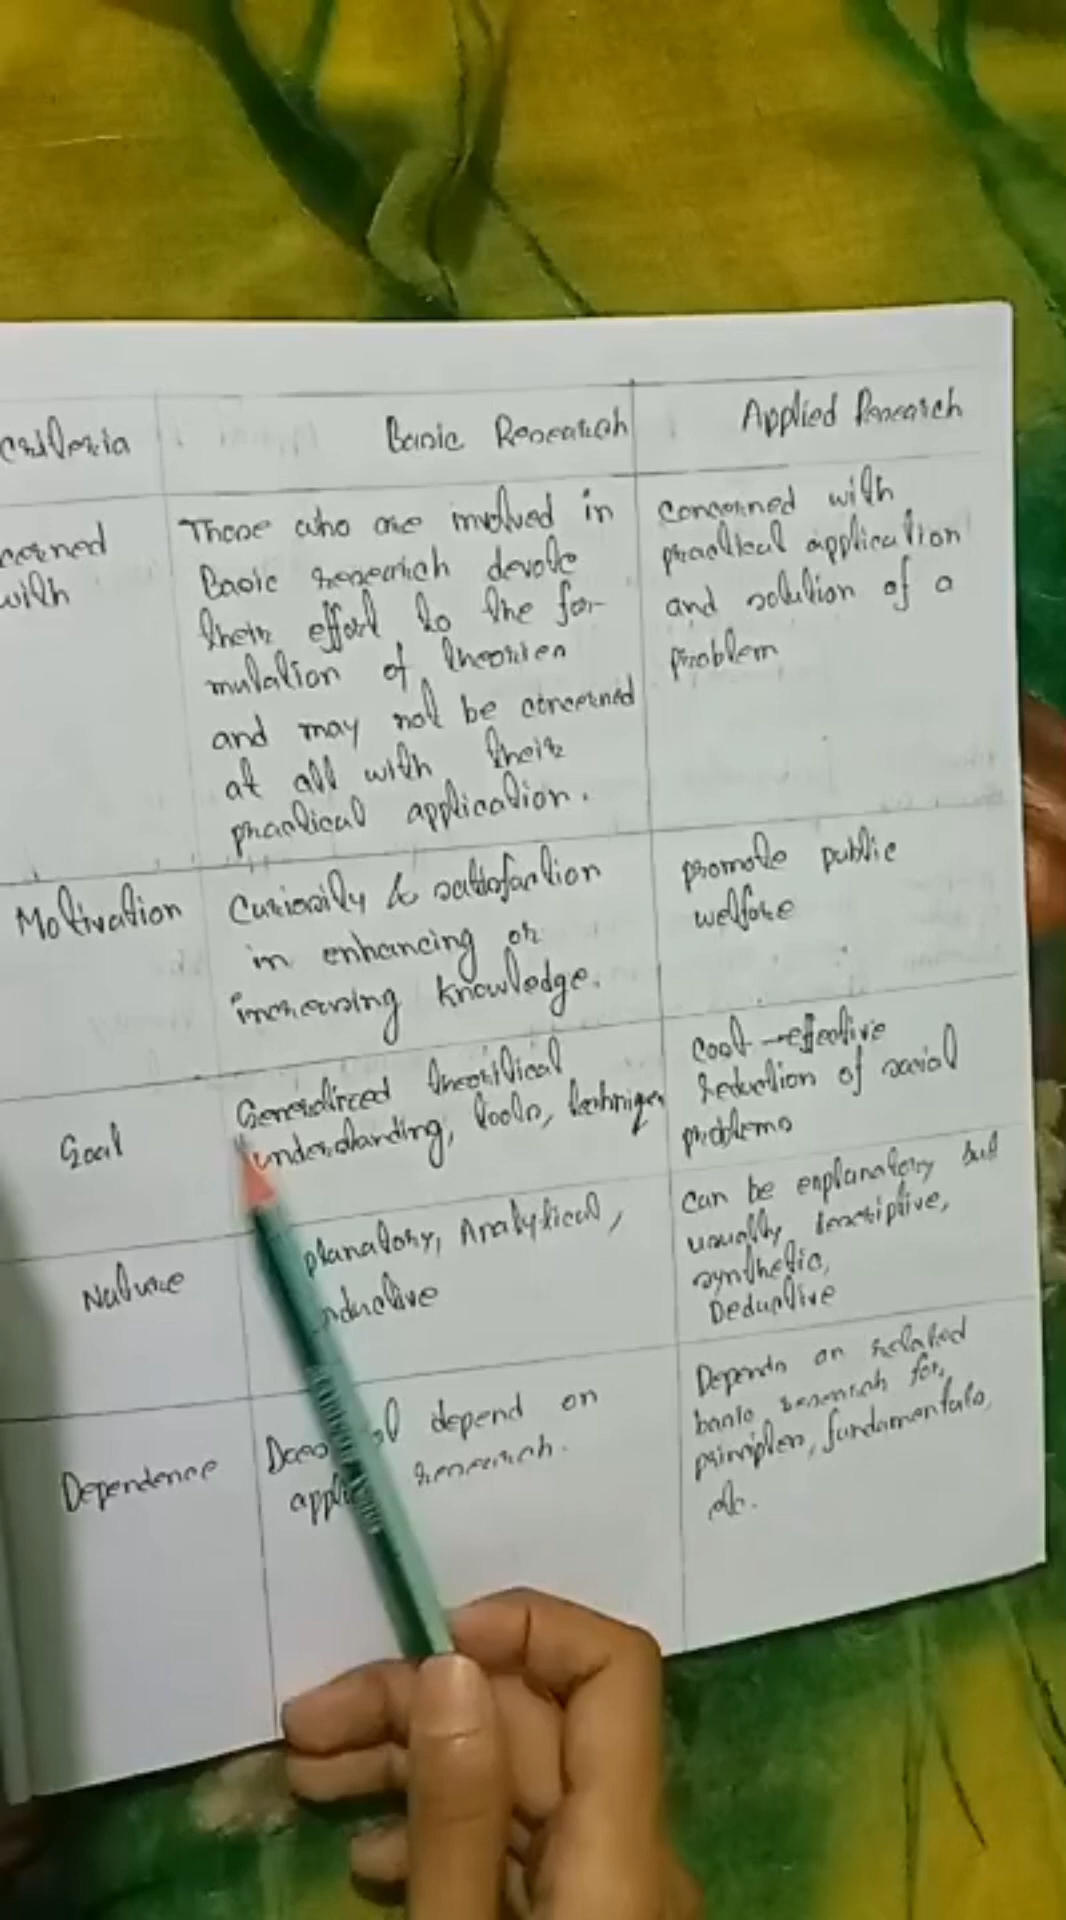 Criteria
Basic Research
Applied Research
cerned
with
Those who are involved in
Basic research devote
their effort to the for-
mulation of theories
and may not be concerned
at all with their
practical application.
concerned with
practical application
and solution of a
problem
Motivation
Curiosity & satisfaction
in enhancing or
increasing knowledge.
promote public
welfare
Goal
Generalized theoritical
understanding, tools, techniques
Cost-effective
reduction of social
problems
Nature
planatory, Analytical,
nductive
can be explanatory but
usually descriptive,
synthetic,
Deductive
Dependence
Does depend on
research.
Depends on related
basic research for,
principles, fundamentals,
etc.